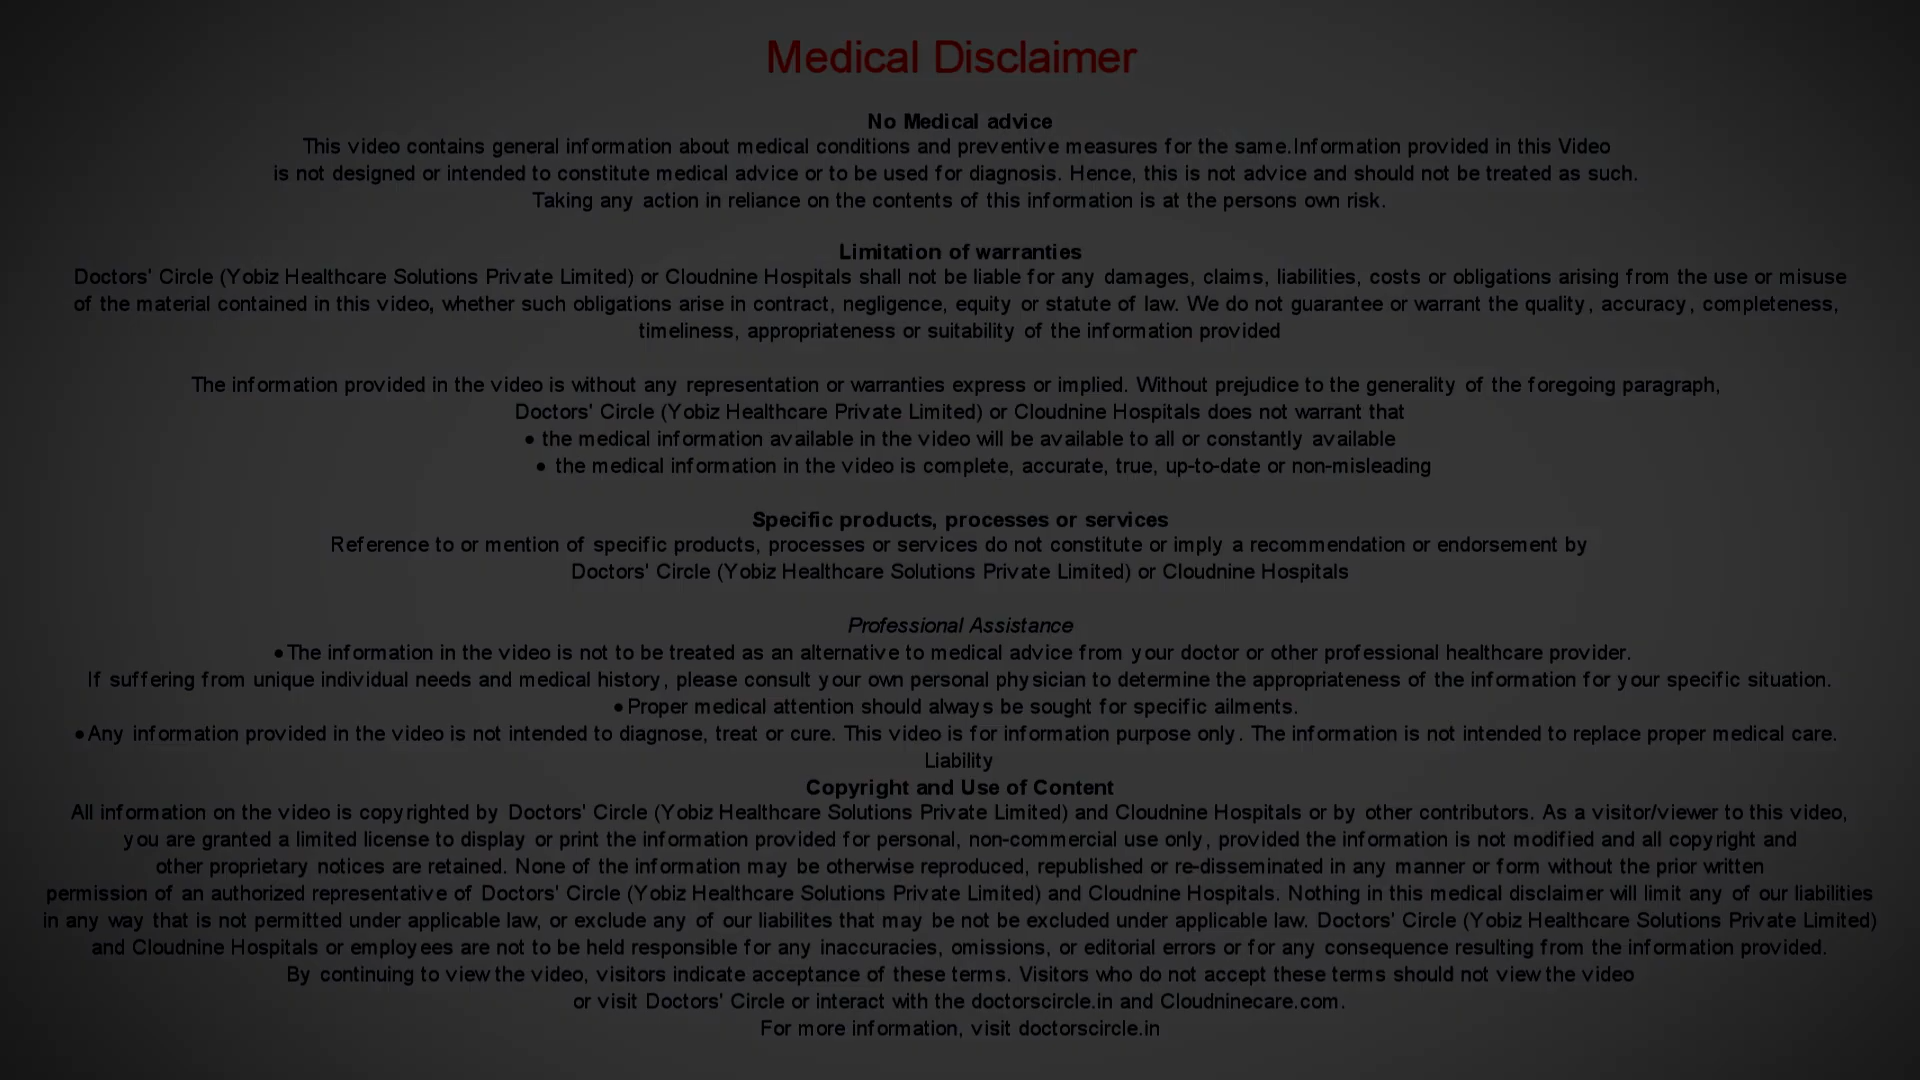 Medical Disclaimer
No Medical advice
This video contains general information about medical conditions and preventive measures for the same.Information provided in this Video
is not designed or intended to constitute medical advice or to be used for diagnosis. Hence, this is not advice and should not be treated as such.
Taking any action in reliance on the contents of this information is at the persons own risk.
Limitation of warranties
Doctors' Circle (Yobiz Healthcare Solutions Private Limited) or Cloudnine Hospitals shall not be liable for any damages, claims, liabilities, costs or obligations arising from the use or misuse
of the material contained in this video, whether such obligations arise in contract, negligence, equity or statute of law. We do not guarantee or warrant the quality, accuracy, completeness,
timeliness, appropriateness or suitability of the information provided
The information provided in the video is without any representation or warranties express or implied. Without prejudice to the generality of the foregoing paragraph,
Doctors' Circle (Yobiz Healthcare Private Limited) or Cloudnine Hospitals does not warrant that
• the medical information available in the video will be available to all or constantly available
• the medical information in the video is complete, accurate, true, up-to-date or non-misleading
Specific products, processes or services
Reference to or mention of specific products, processes or services do not constitute or imply a recommendation or endorsement by
Doctors' Circle (Yobiz Healthcare Solutions Private Limited) or Cloudnine Hospitals
Professional Assistance
•The information in the video is not to be treated as an alternative to medical advice from your doctor or other professional healthcare provider.
If suffering from unique individual needs and medical history, please consult your own personal physician to determine the appropriateness of the information for your specific situation.
•Proper medical attention should always be sought for specific ailments.
•Any information provided in the video is not intended to diagnose, treat or cure. This video is for information purpose only. The information is not intended to replace proper medical care.
Liability
Copyright and Use of Content
All information on the video is copyrighted by Doctors' Circle (Yobiz Healthcare Solutions Private Limited) and Cloudnine Hospitals or by other contributors. As a visitor/viewer to this video,
you are granted a limited license to display or print the information provided for personal, non-commercial use only, provided the information is not modified and all copyright and
other proprietary notices are retained. None of the information may be otherwise reproduced, republished or re-disseminated in any manner or form without the prior written
permission of an authorized representative of Doctors' Circle (Yobiz Healthcare Solutions Private Limited) and Cloudnine Hospitals. Nothing in this medical disclaimer will limit any of our liabilities
in any way that is not permitted under applicable law, or exclude any of our liabilites that may be not be excluded under applicable law. Doctors' Circle (Yobiz Healthcare Solutions Private Limited)
and Cloudnine Hospitals or employees are not to be held responsible for any inaccuracies, omissions, or editorial errors or for any consequence resulting from the information provided.
By continuing to view the video, visitors indicate acceptance of these terms. Visitors who do not accept these terms should not view the video
or visit Doctors' Circle or interact with the doctorscircle.in and Cloudninecare.com.
For more information, visit doctorscircle.in